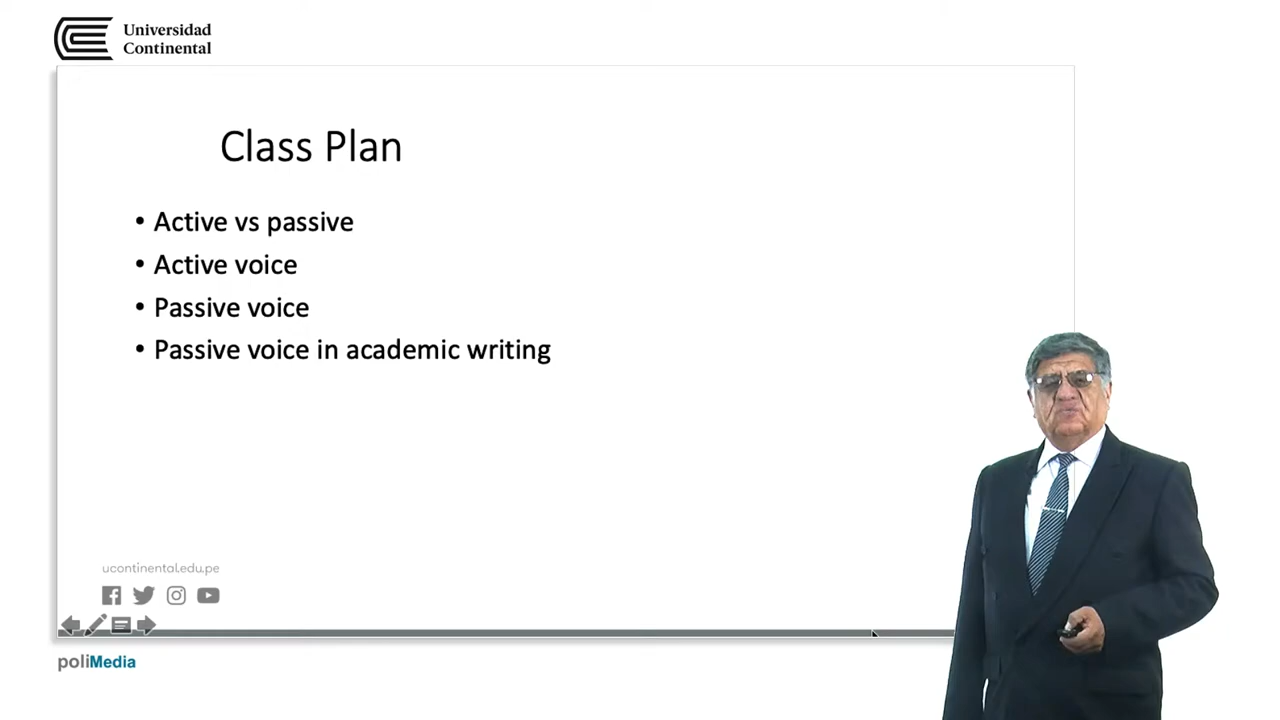 Universidad
Continental
Class Plan
• Active vs passive
• Active voice
• Passive voice
• Passive voice in academic writing
ucontinental.edu.pe
poliMedia